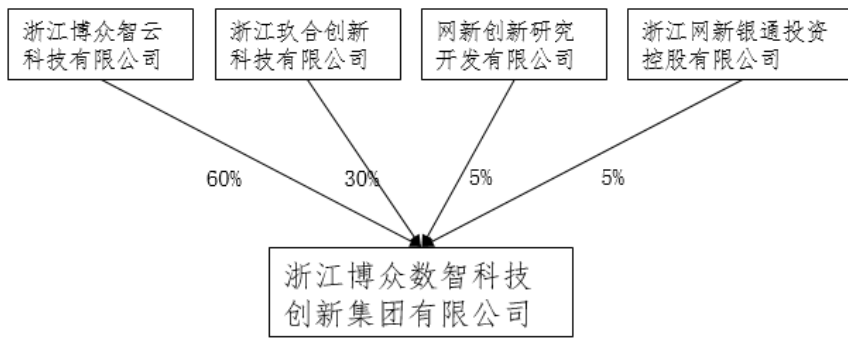 浙江博众智云
科技有限公司
浙江玖合创新
科技有限公司
网新创新研究
开发有限公司
浙江网新银通投资
控股有限公司
60%
30%
5%
5%
浙江博众数智科技
创新集团有限公司